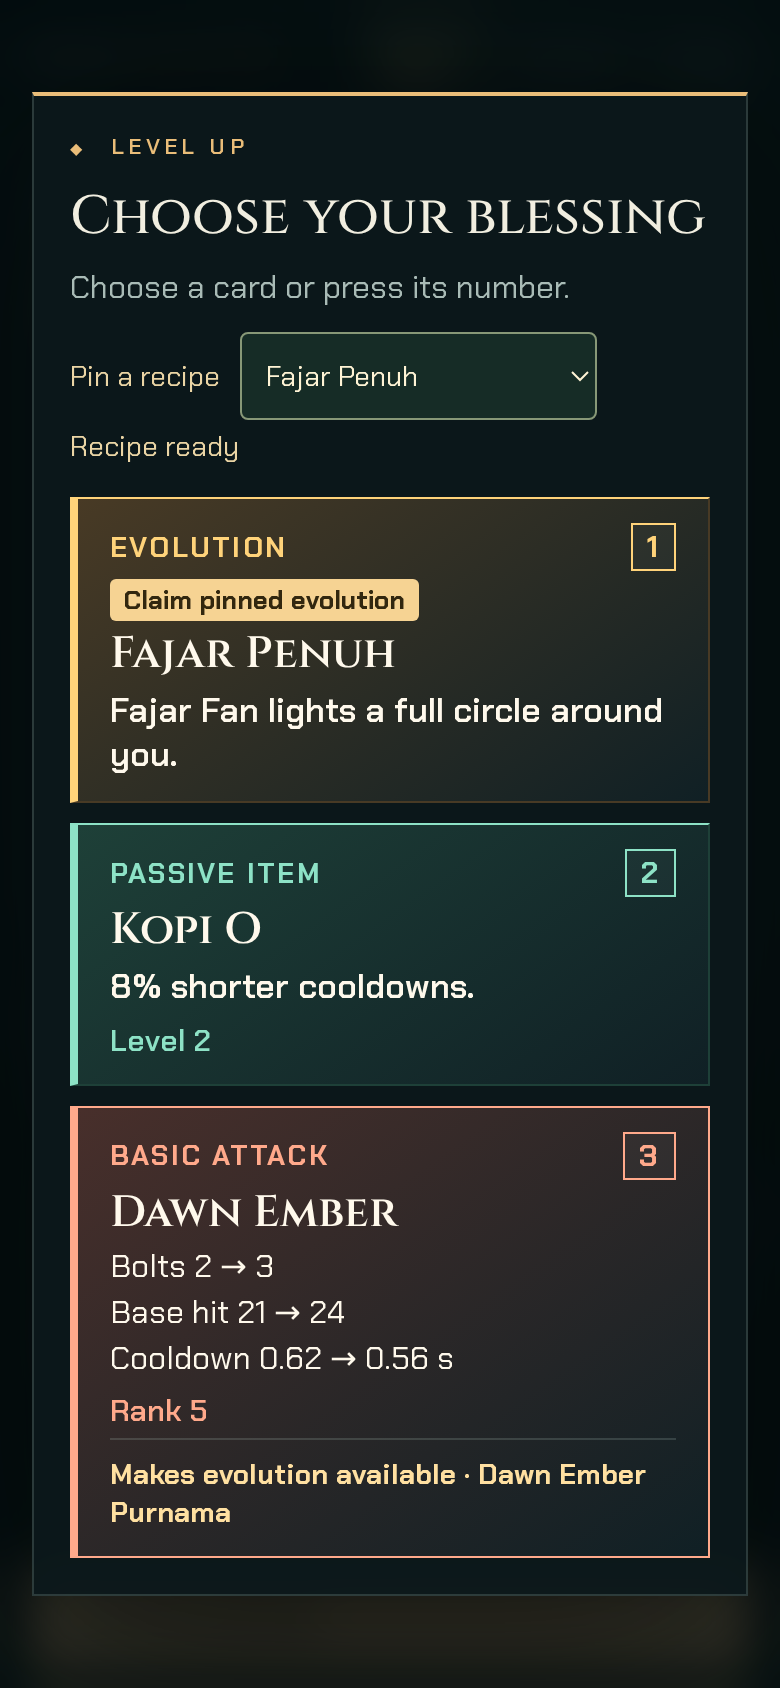 LEVEL UP
Choose your blessing
Choose a card or press its number.
Pin a recipe
Fajar Penuh
Recipe ready
EVOLUTION
1
Claim pinned evolution
Fajar Penuh
Fajar Fan lights a full circle around
you.
PASSIVE ITEM
2
Kopi O
8% shorter cooldowns.
Level 2
BASIC ATTACK
3
Dawn Ember
Bolts 2 → 3
Base hit 21 → 24
Cooldown 0.62 → 0.56 s
Rank 5
Makes evolution available · Dawn Ember
Purnama